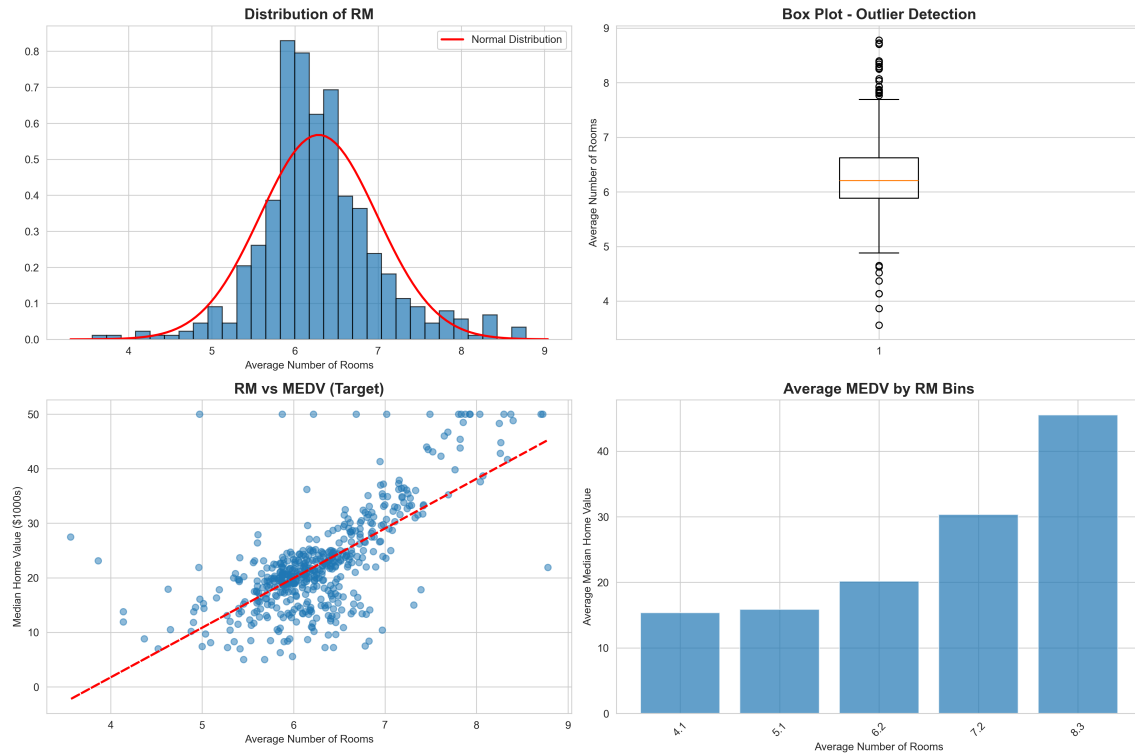 Distribution of RM
Normal Distribution
0.8
0.7
0.6
0.5
0.4
0.3
0.2
0.1
0.0
4 5 6 7 8 9
Average Number of Rooms
Box Plot - Outlier Detection
Average Number of Rooms
9
8
7
6
5
4
1
RM vs MEDV (Target)
Median Home Value ($1000s)
50
40
30
20
10
0
4 5 6 7 8 9
Average Number of Rooms
Average MEDV by RM Bins
Average Median Home Value
40
30
20
10
0
4.1 5.1 6.2 7.2 8.3
Average Number of Rooms